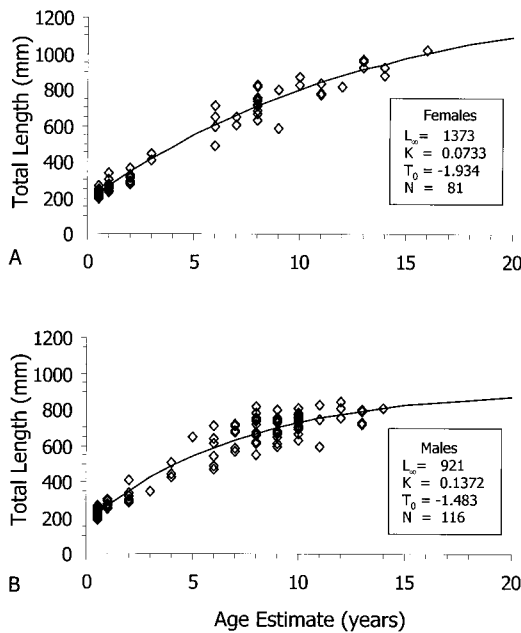 1200
1000
800
600
400
200
0
Total Length (mm)
Females
L∞ = 1373
K = 0.0733
T0 = -1.934
N = 81
A
0 5 10 15 20
1200
1000
800
600
400
200
0
Total Length (mm)
Males
L∞ = 921
K = 0.1372
T0 = -1.483
N = 116
B
0 5 10 15 20
Age Estimate (years)